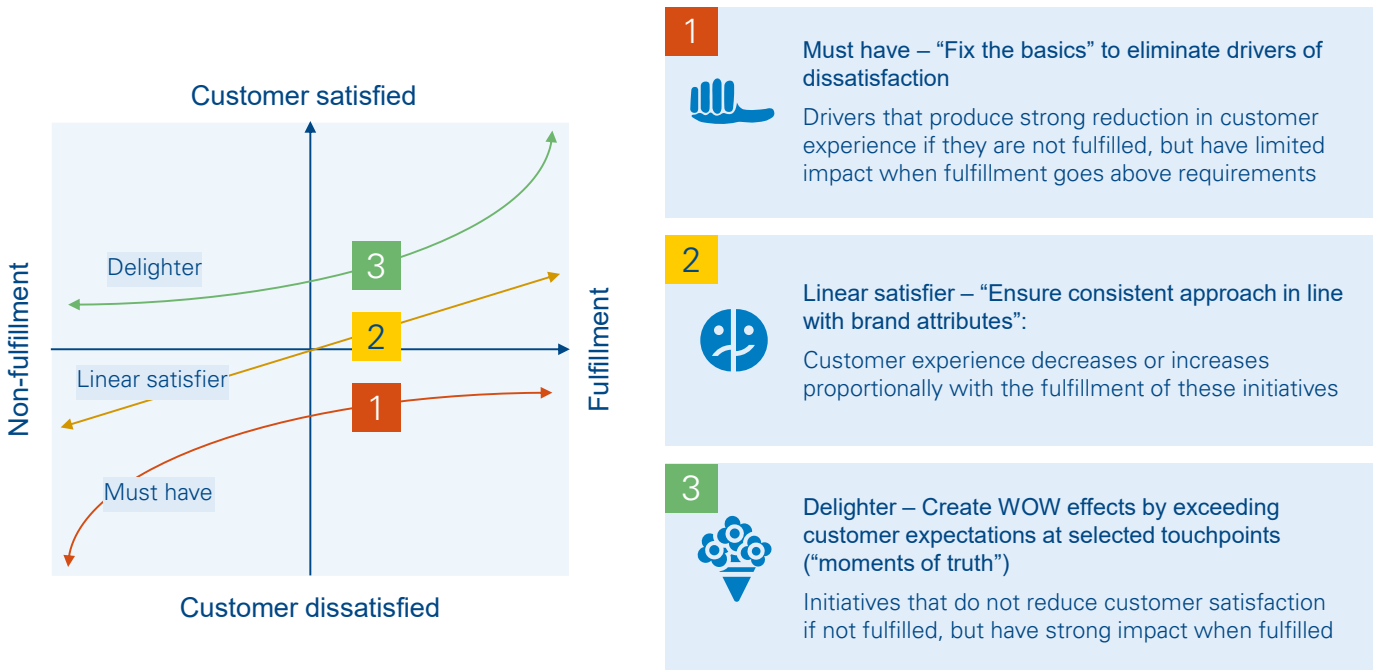 Customer satisfied
Non-fulfillment
Fulfillment
Delighter
3
2
Linear satisfier
1
Must have
Customer dissatisfied
1
Must have – “Fix the basics” to eliminate drivers of
dissatisfaction
Drivers that produce strong reduction in customer
experience if they are not fulfilled, but have limited
impact when fulfillment goes above requirements
2
Linear satisfier – “Ensure consistent approach in line
with brand attributes”:
Customer experience decreases or increases
proportionally with the fulfillment of these initiatives
3
Delighter – Create WOW effects by exceeding
customer expectations at selected touchpoints
(“moments of truth”)
Initiatives that do not reduce customer satisfaction
if not fulfilled, but have strong impact when fulfilled